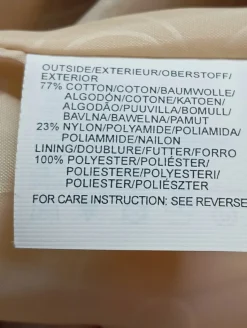 OUTSIDE/EXTERIEUR/OBERSTOFF/
EXTERIOR
77% COTTON/COTON/BAUMWOLLE/
ALGODÓN/COTONE/KATOEN/
ALGODÃO/PUUVILLA/BOMULL/
BAVLNA/BAWELNA/PAMUT
23% NYLON/POLYAMIDE/POLIAMIDA/
POLIAMMIDE/NAILON
LINING/DOUBLURE/FUTTER/FORRO
100% POLYESTER/POLIÉSTER/
POLIESTERE/POLYESTERI/
POLIESTER/POLIÉSZTER
FOR CARE INSTRUCTION: SEE REVERSE